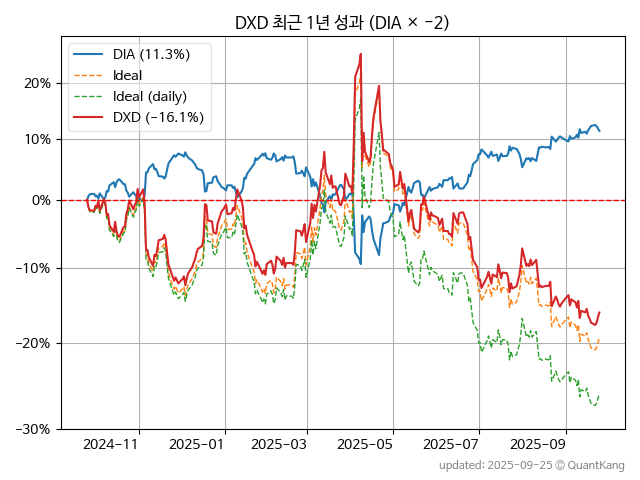 DXD 최근 1년 성과 (DIA × −2)
DIA (11.3%)
Ideal
Ideal (daily)
DXD (−16.1%)
20%
10%
0%
−10%
−20%
−30%
2024-11
2025-01
2025-03
2025-05
2025-07
2025-09
updated: 2025-09-25 ⓒ QuantKang